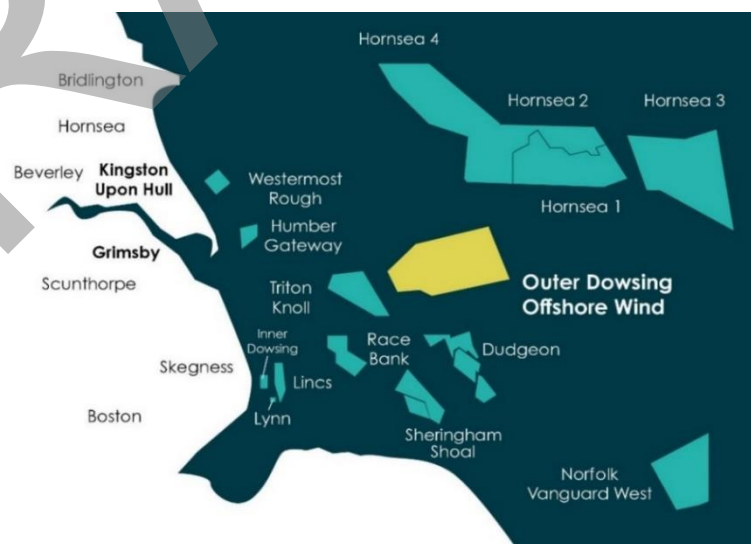 Hornsea 4
Bridlington
Hornsea 2
Hornsea 3
Hornsea
Beverley
Kingston
Upon Hull
Westermost
Rough
Hornsea 1
Humber
Gateway
Grimsby
Scunthorpe
Triton
Knoll
Outer Dowsing
Offshore Wind
Inner
Dowsing
Race
Bank
Dudgeon
Skegness
Lincs
Boston
Lynn
Sheringham
Shoal
Norfolk
Vanguard West